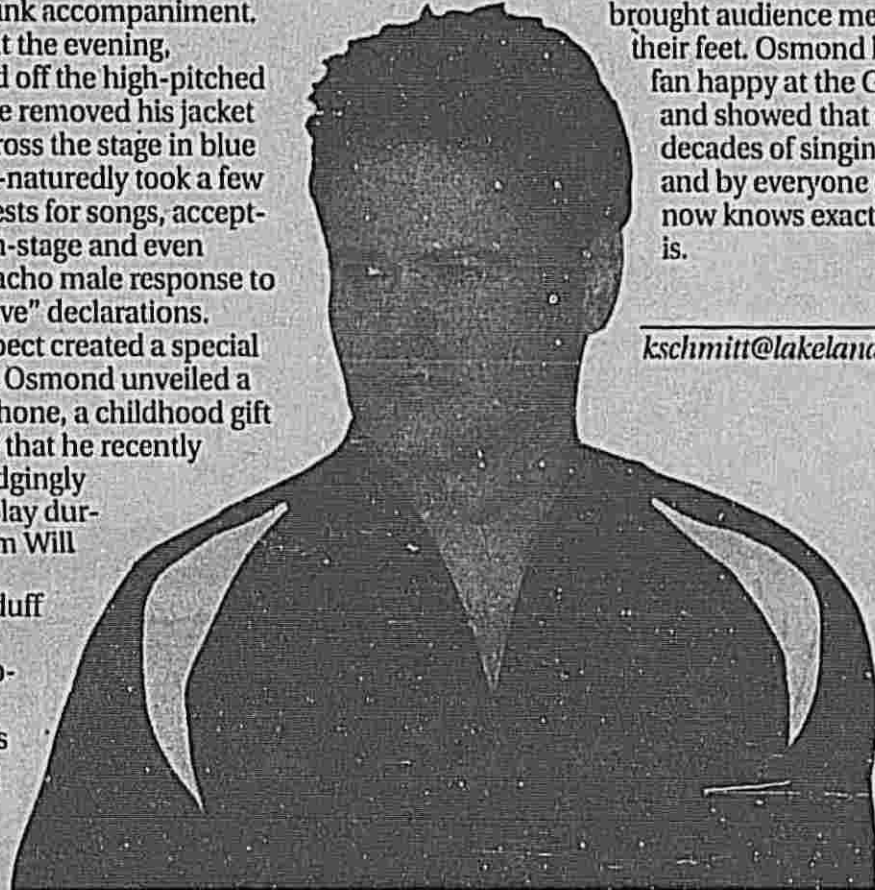 ink accompaniment.
t the evening,
d off the high-pitched
e removed his jacket
ross the stage in blue
-naturedly took a few
ests for songs, accept-
n-stage and even
acho male response to
ve" declarations.
pect created a special
Osmond unveiled a
hone, a childhood gift
that he recently
dgingly
lay dur-
m Will
luff
o-
s
brought audience me
their feet. Osmond
fan happy at the G
and showed that
decades of singin
and by everyone
now knows exact
is.
kschmitt@lakeland